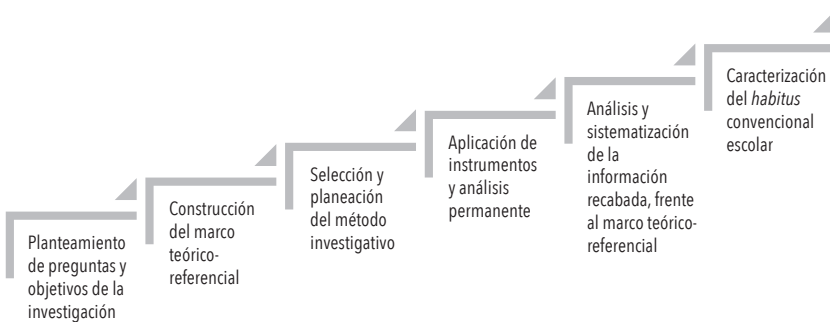 Planteamiento
de preguntas y
objetivos de la
investigación
Construcción
del marco
teórico-
referencial
Selección y
planeación
del método
investigativo
Aplicación de
instrumentos
y análisis
permanente
Análisis y
sistematización
de la
información
recabada, frente
al marco teórico-
referencial
Caracterización
del habitus
convencional
escolar